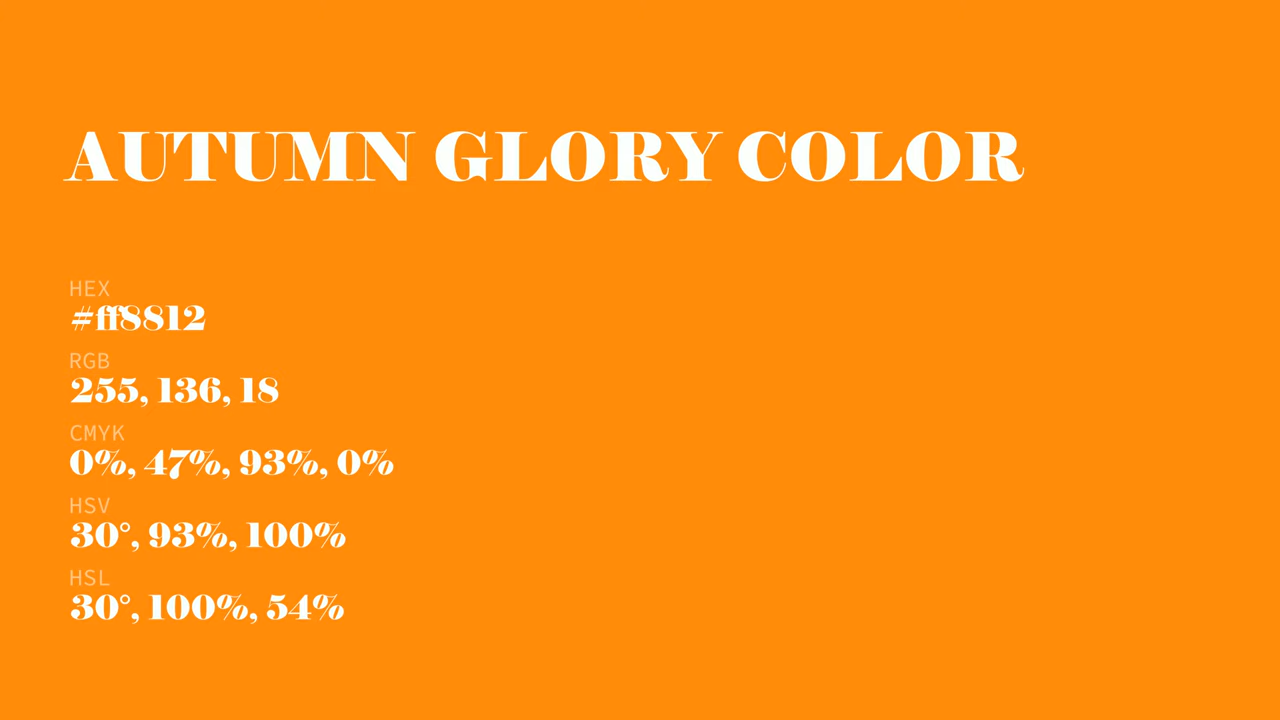 AUTUMN GLORY COLOR
HEX
#ff8812
RGB
255, 136, 18
CMYK
0%, 47%, 93%, 0%
HSV
30°, 93%, 100%
HSL
30°, 100%, 54%